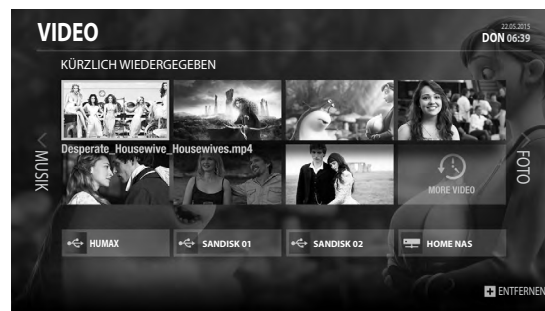 VIDEO
22.05.2015
DON 06:39
KÜRZLICH WIEDERGEGEBEN
Desperate_Housewive_Housewives.mp4
MUSIK
FOTO
MORE VIDEO
HUMAX
SANDISK 01
SANDISK 02
HOME NAS
ENTFERNEN